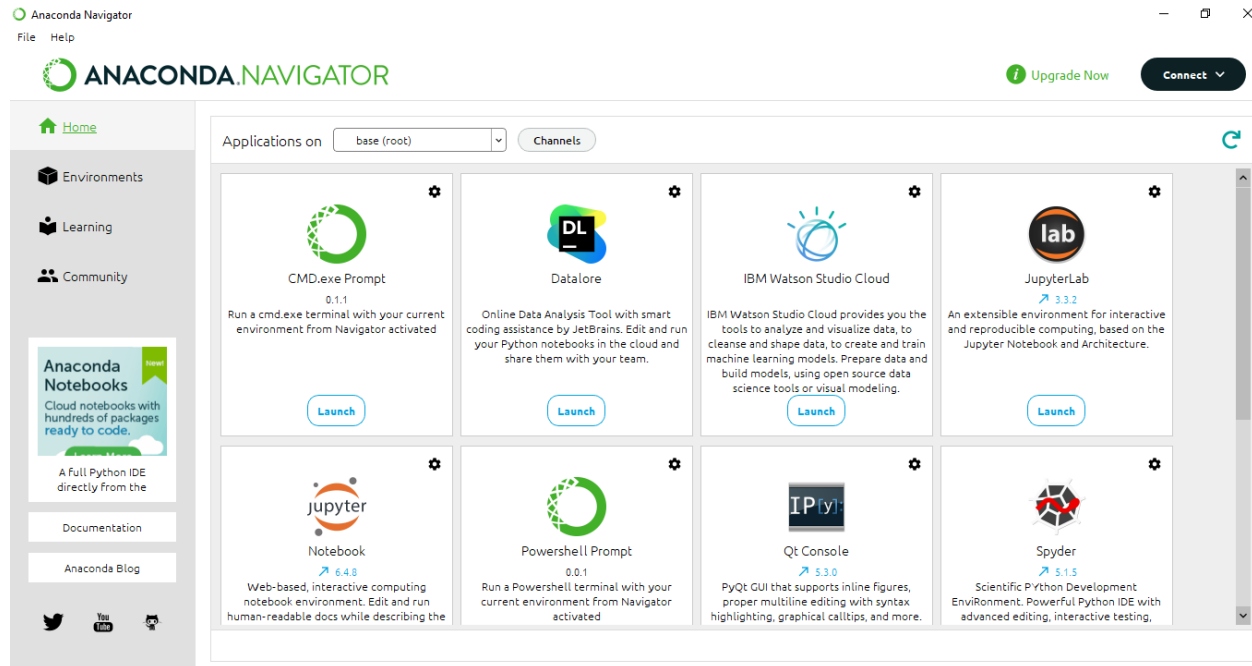 Anaconda Navigator
File Help
ANACONDA.NAVIGATOR
i Upgrade Now
Connect
Home
Environments
Learning
Community
Applications on base (root) Channels
CMD.exe Prompt
0.1.1
Run a cmd.exe terminal with your current
environment from Navigator activated
Launch
DL
Datalore
Online Data Analysis Tool with smart
coding assistance by JetBrains. Edit and run
your Python notebooks in the cloud and
share them with your team.
Launch
IBM Watson Studio Cloud
IBM Watson Studio Cloud provides you the
tools to analyze and visualize data, to
cleanse and shape data, to create and train
machine learning models. Prepare data and
build models, using open source data
science tools or visual modeling.
Launch
lab
JupyterLab
3.3.2
An extensible environment for interactive
and reproducible computing, based on the
Jupyter Notebook and Architecture.
Launch
jupyter
Notebook
6.4.8
Web-based, interactive computing
notebook environment. Edit and run
human-readable docs while describing the
Powershell Prompt
0.0.1
Run a Powershell terminal with your
current environment from Navigator
activated
IP[y]:
Qt Console
5.3.0
PyQt GUI that supports inline figures,
proper multiline editing with syntax
highlighting, graphical calltips, and more.
Spyder
5.1.5
Scientific PYthon Development
EnviRonment. Powerful Python IDE with
advanced editing, interactive testing,
Anaconda
Notebooks
New!
Cloud notebooks with
hundreds of packages
ready to code.
Learn More
A full Python IDE
directly from the
Documentation
Anaconda Blog
You
Tube